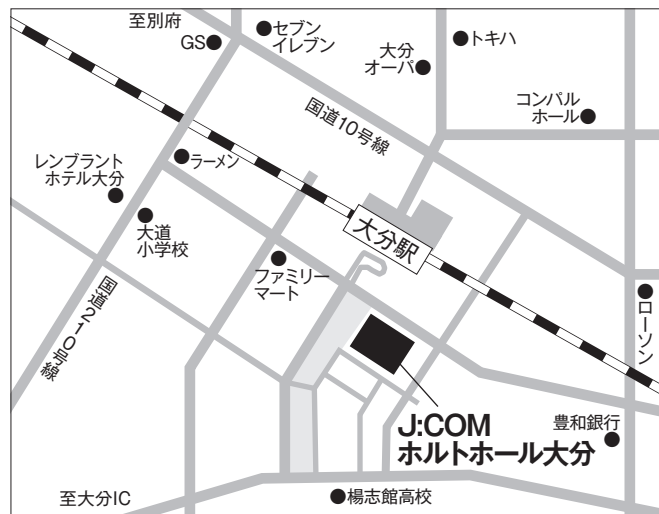 至別府
GS
セブン
イレブン
大分
オーパ
トキハ
コンパル
ホール
国道10号線
ラーメン
レンブラント
ホテル大分
大道
小学校
大分駅
ファミリー
マート
国道210号線
ローソン
J:COM
ホルトホール大分
豊和銀行
至大分IC
楊志館高校